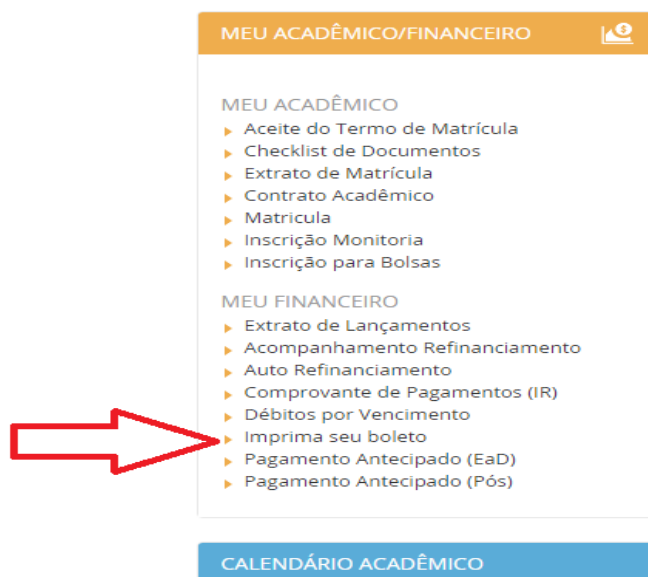 MEU ACADÊMICO/FINANCEIRO
MEU ACADÊMICO
Aceite do Termo de Matrícula
Checklist de Documentos
Extrato de Matrícula
Contrato Acadêmico
Matricula
Inscrição Monitoria
Inscrição para Bolsas
MEU FINANCEIRO
Extrato de Lançamentos
Acompanhamento Refinanciamento
Auto Refinanciamento
Comprovante de Pagamentos (IR)
Débitos por Vencimento
Imprima seu boleto
Pagamento Antecipado (EaD)
Pagamento Antecipado (Pós)
CALENDÁRIO ACADÊMICO